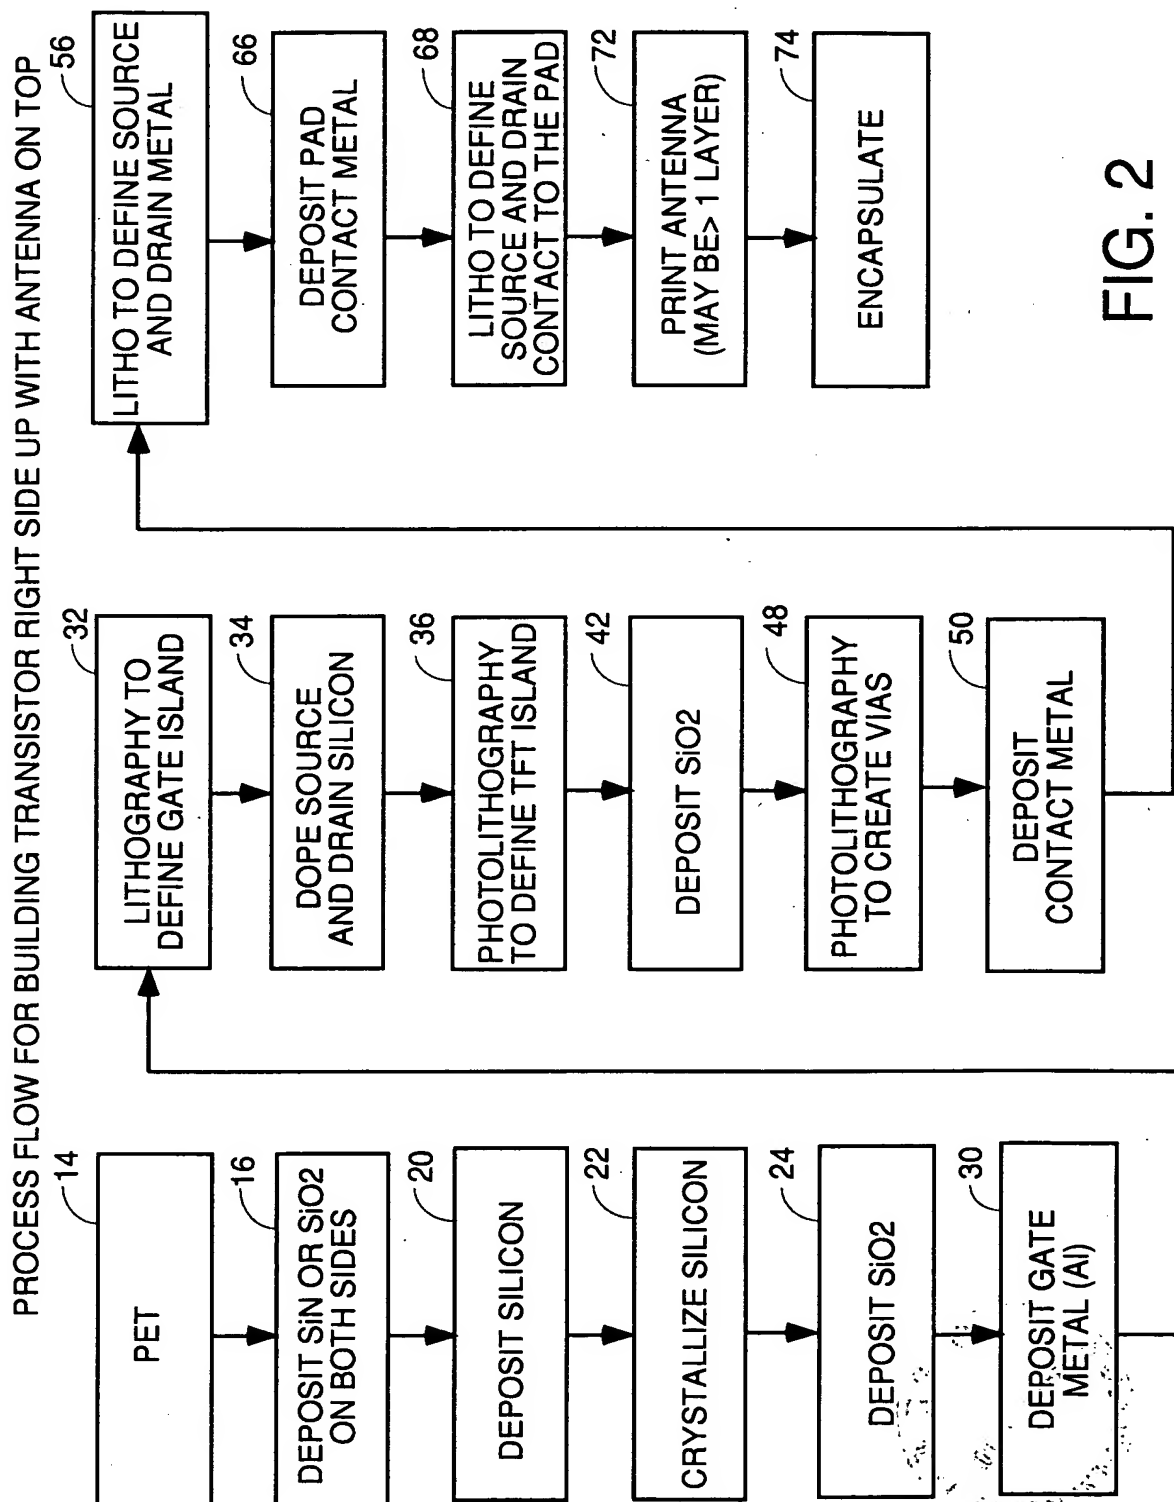 PROCESS FLOW FOR BUILDING TRANSISTOR RIGHT SIDE UP WITH ANTENNA ON TOP
14
PET
16
DEPOSIT SiN OR SiO2
ON BOTH SIDES
20
DEPOSIT SILICON
22
CRYSTALLIZE SILICON
24
DEPOSIT SiO2
30
DEPOSIT GATE
METAL (Al)
32
LITHOGRAPHY TO
DEFINE GATE ISLAND
34
DOPE SOURCE
AND DRAIN SILICON
36
PHOTOLITHOGRAPHY
TO DEFINE TFT ISLAND
42
DEPOSIT SiO2
48
PHOTOLITHOGRAPHY
TO CREATE VIAS
50
DEPOSIT
CONTACT METAL
56
LITHO TO DEFINE SOURCE
AND DRAIN METAL
66
DEPOSIT PAD
CONTACT METAL
68
LITHO TO DEFINE
SOURCE AND DRAIN
CONTACT TO THE PAD
72
PRINT ANTENNA
(MAY BE> 1 LAYER)
74
ENCAPSULATE
FIG. 2